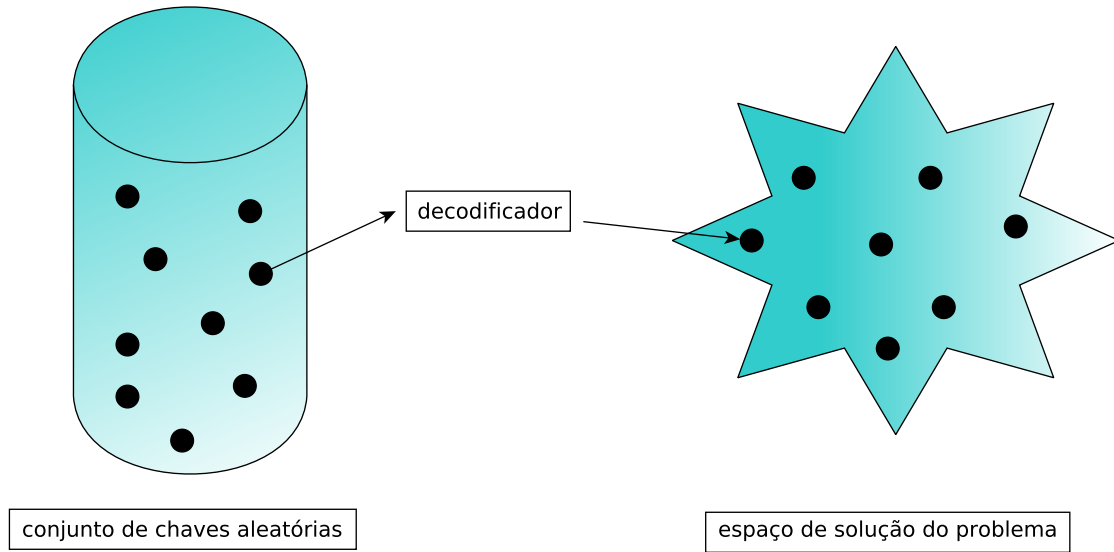 decodificador
conjunto de chaves aleatórias
espaço de solução do problema